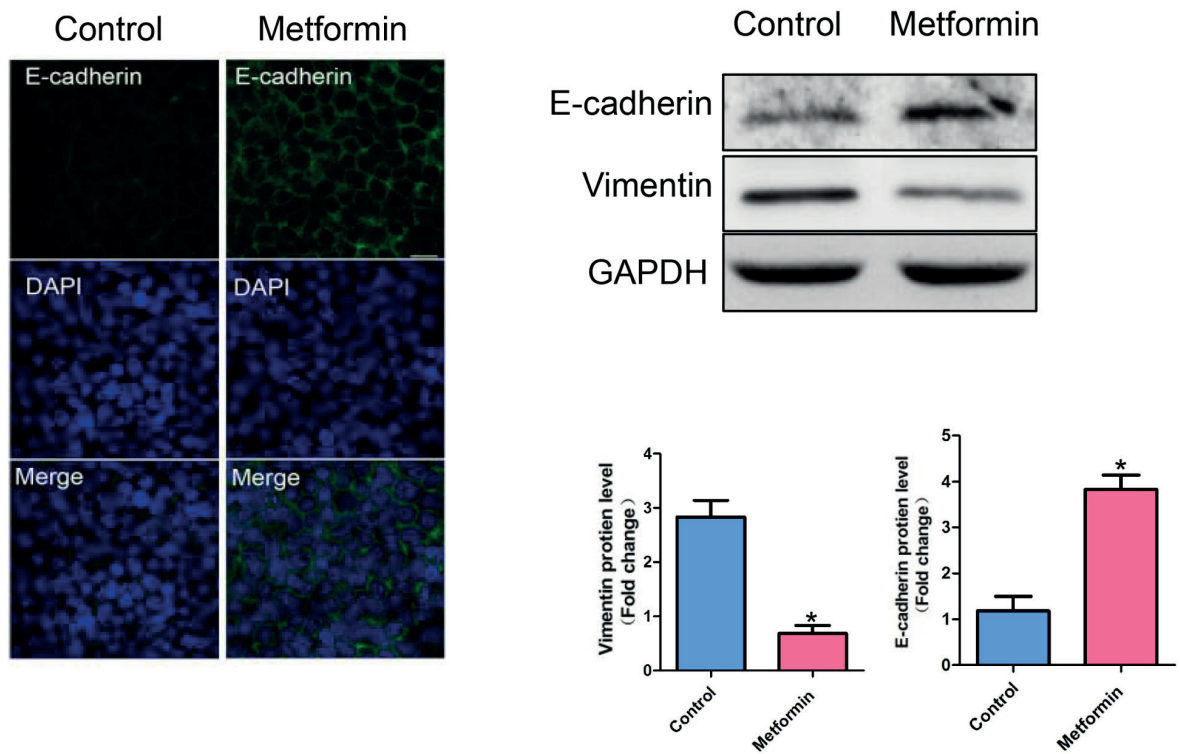 Control
Metformin
E-cadherin
E-cadherin
DAPI
DAPI
Merge
Merge
Control
Metformin
E-cadherin
Vimentin
GAPDH
Vimentin protien level
(Fold change)
4
3
2
1
0
*
Control
Metformin
E-cadherin protien level
(Fold change)
5
4
3
2
1
0
*
Control
Metformin